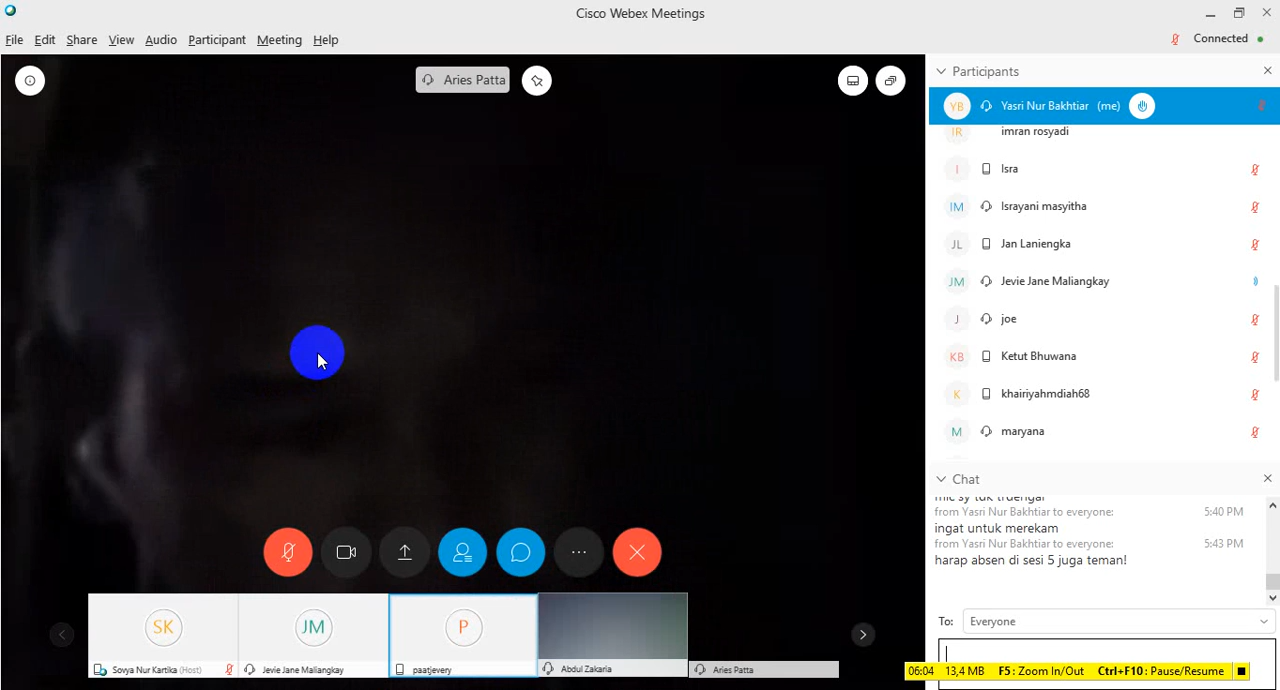 Cisco Webex Meetings
File Edit Share View Audio Participant Meeting Help
Connected
Aries Patta
Participants
YB Yasri Nur Bakhtiar (me)
IR imran rosyadi
I Isra
IM Israyani masyitha
JL Jan Laniengka
JM Jevie Jane Maliangkay
J joe
KB Ketut Bhuwana
K khairiyahmdiah68
M maryana
Chat
from Yasri Nur Bakhtiar to everyone: 5:40 PM
ingat untuk merekam
from Yasri Nur Bakhtiar to everyone: 5:43 PM
harap absen di sesi 5 juga teman!
To: Everyone
SK
Sovya Nur Kartika (Host)
JM
Jevie Jane Maliangkay
P
paatjevery
Abdul Zakaria
Aries Patta
06:04 13,4 MB F5: Zoom In/Out Ctrl+F10: Pause/Resume